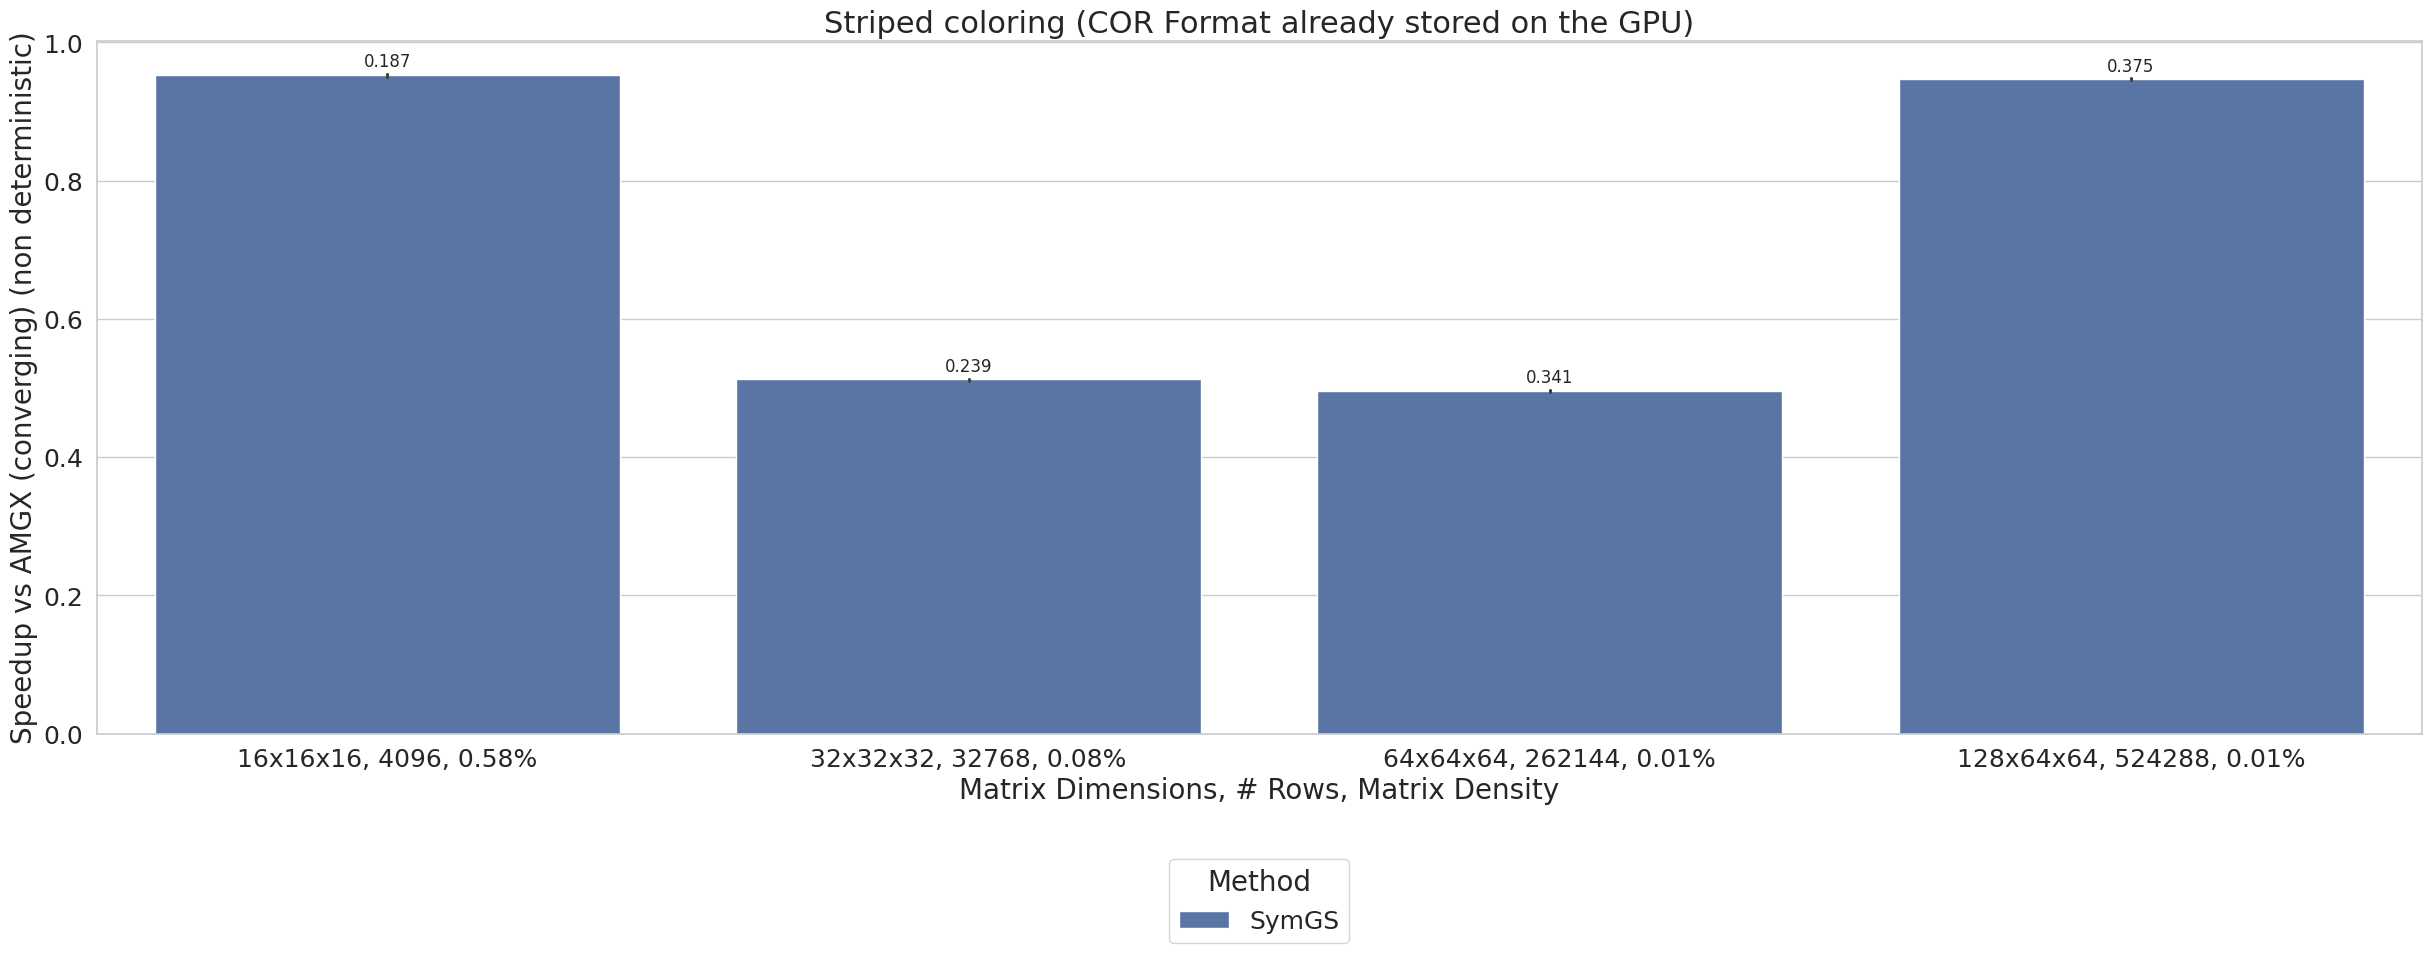 Striped coloring (COR Format already stored on the GPU)
Speedup vs AMGX (converging) (non deterministic)
1.0
0.8
0.6
0.4
0.2
0.0
0.187
0.239
0.341
0.375
16x16x16, 4096, 0.58%
32x32x32, 32768, 0.08%
64x64x64, 262144, 0.01%
128x64x64, 524288, 0.01%
Matrix Dimensions, # Rows, Matrix Density
Method
SymGS